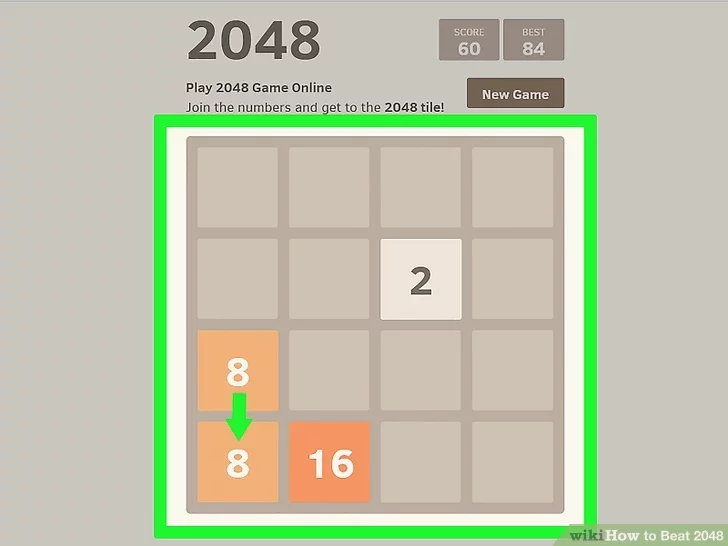 2048
SCORE
60
BEST
84
Play 2048 Game Online
Join the numbers and get to the 2048 tile!
New Game
2
8
8 16
wikiHow to Beat 2048